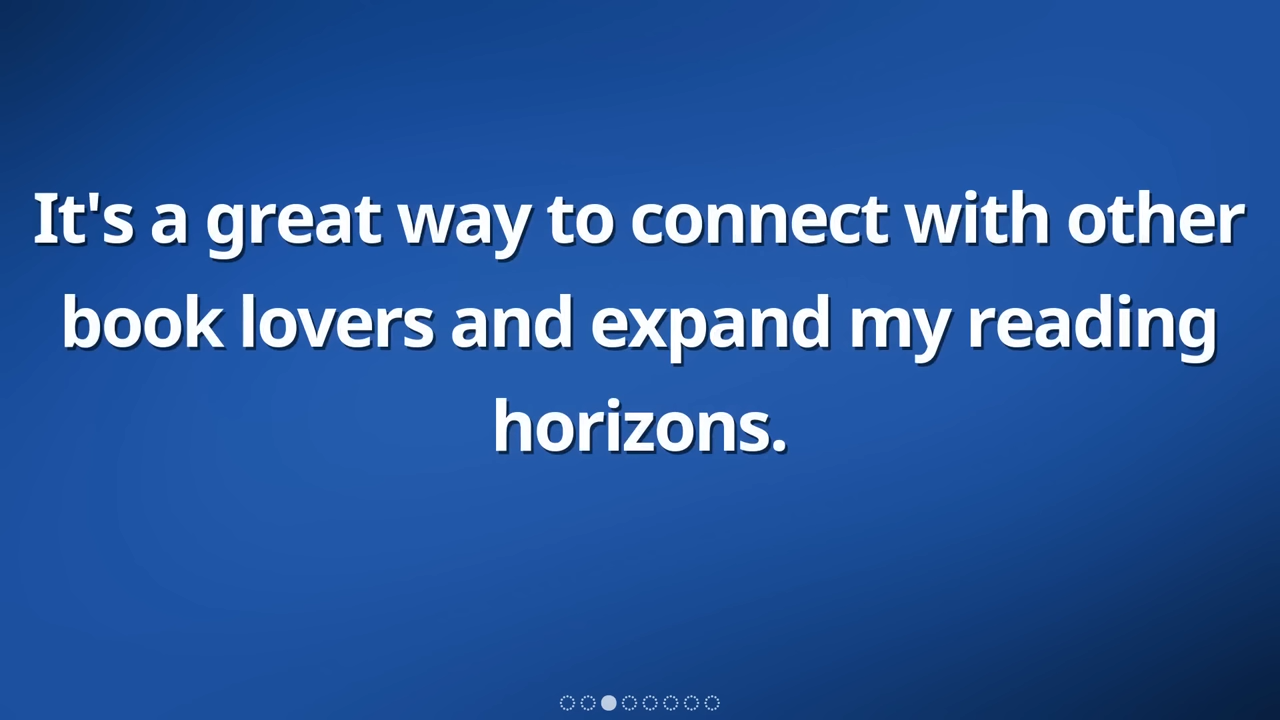 It's a great way to connect with other
book lovers and expand my reading
horizons.